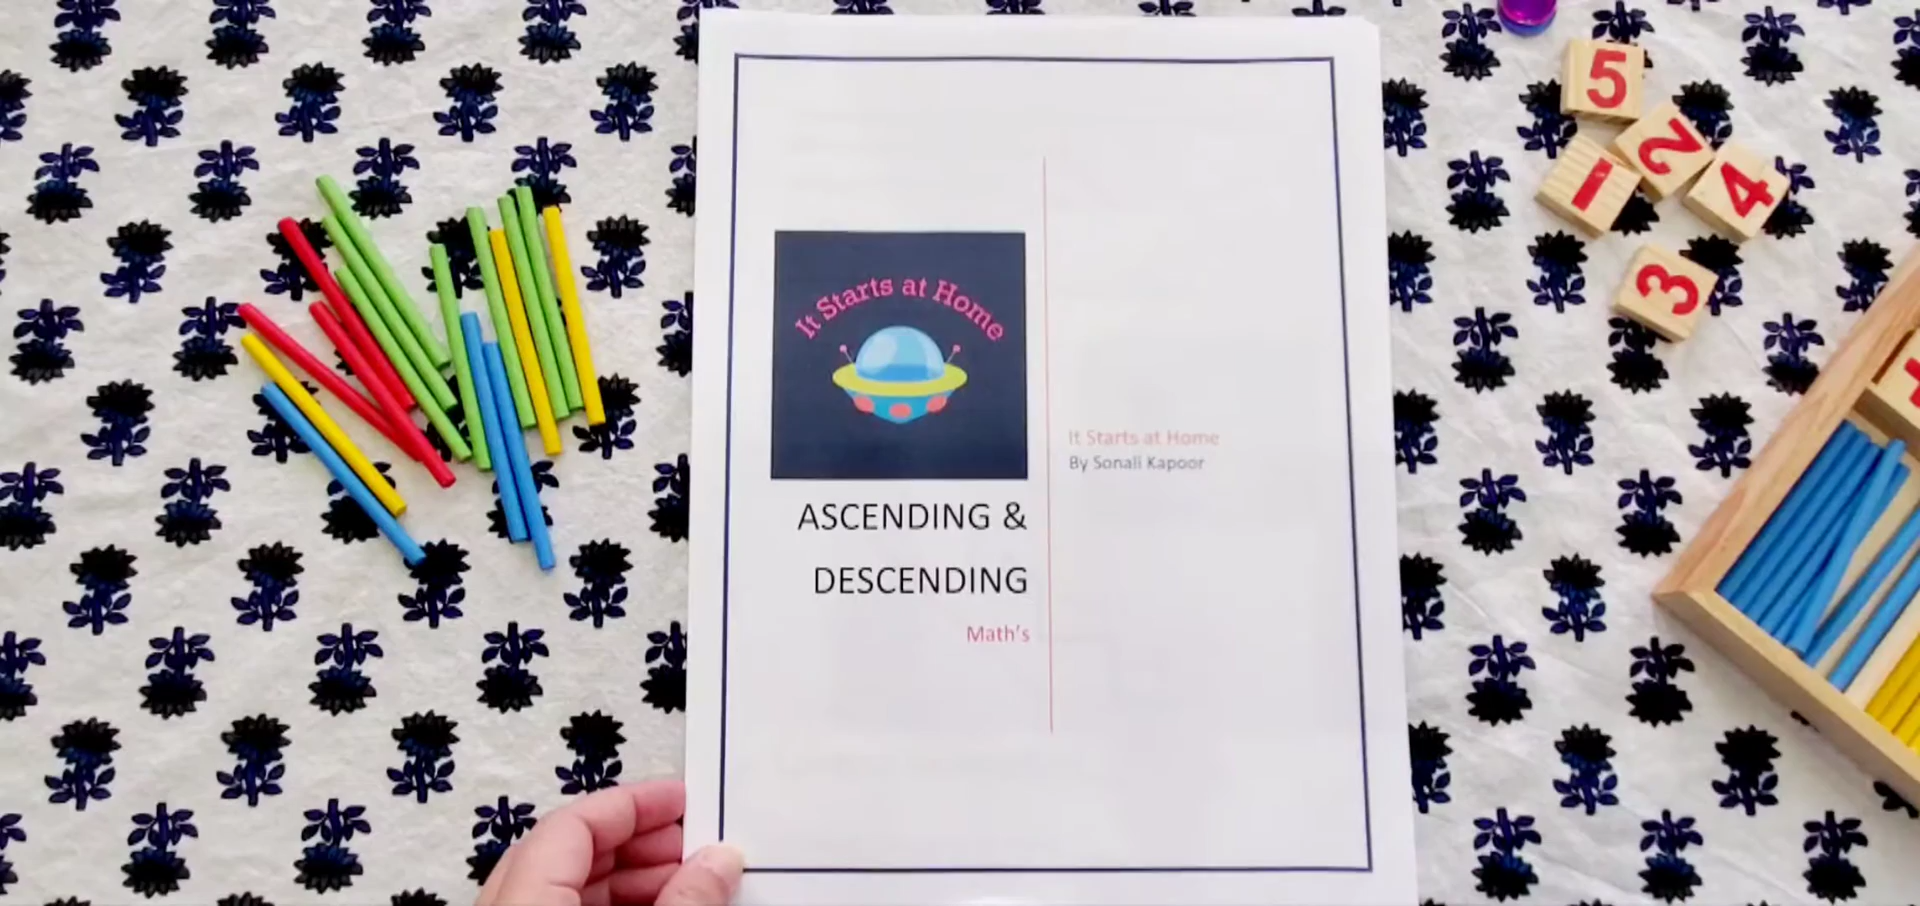 It Starts at Home
ASCENDING &
DESCENDING
Math's
It Starts at Home
By Sonali Kapoor
5
2
1
4
3